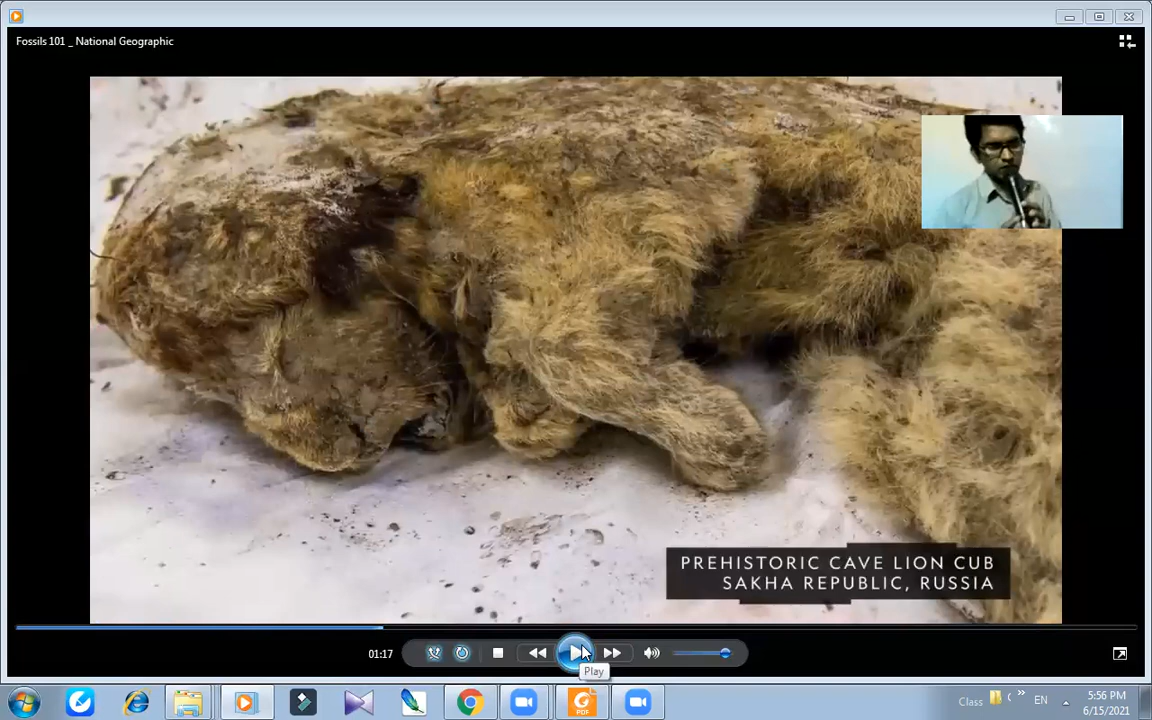 Fossils 101 _ National Geographic
PREHISTORIC CAVE LION CUB
SAKHA REPUBLIC, RUSSIA
01:17
Play
PDF
Class
»
EN
5:56 PM
6/15/2021